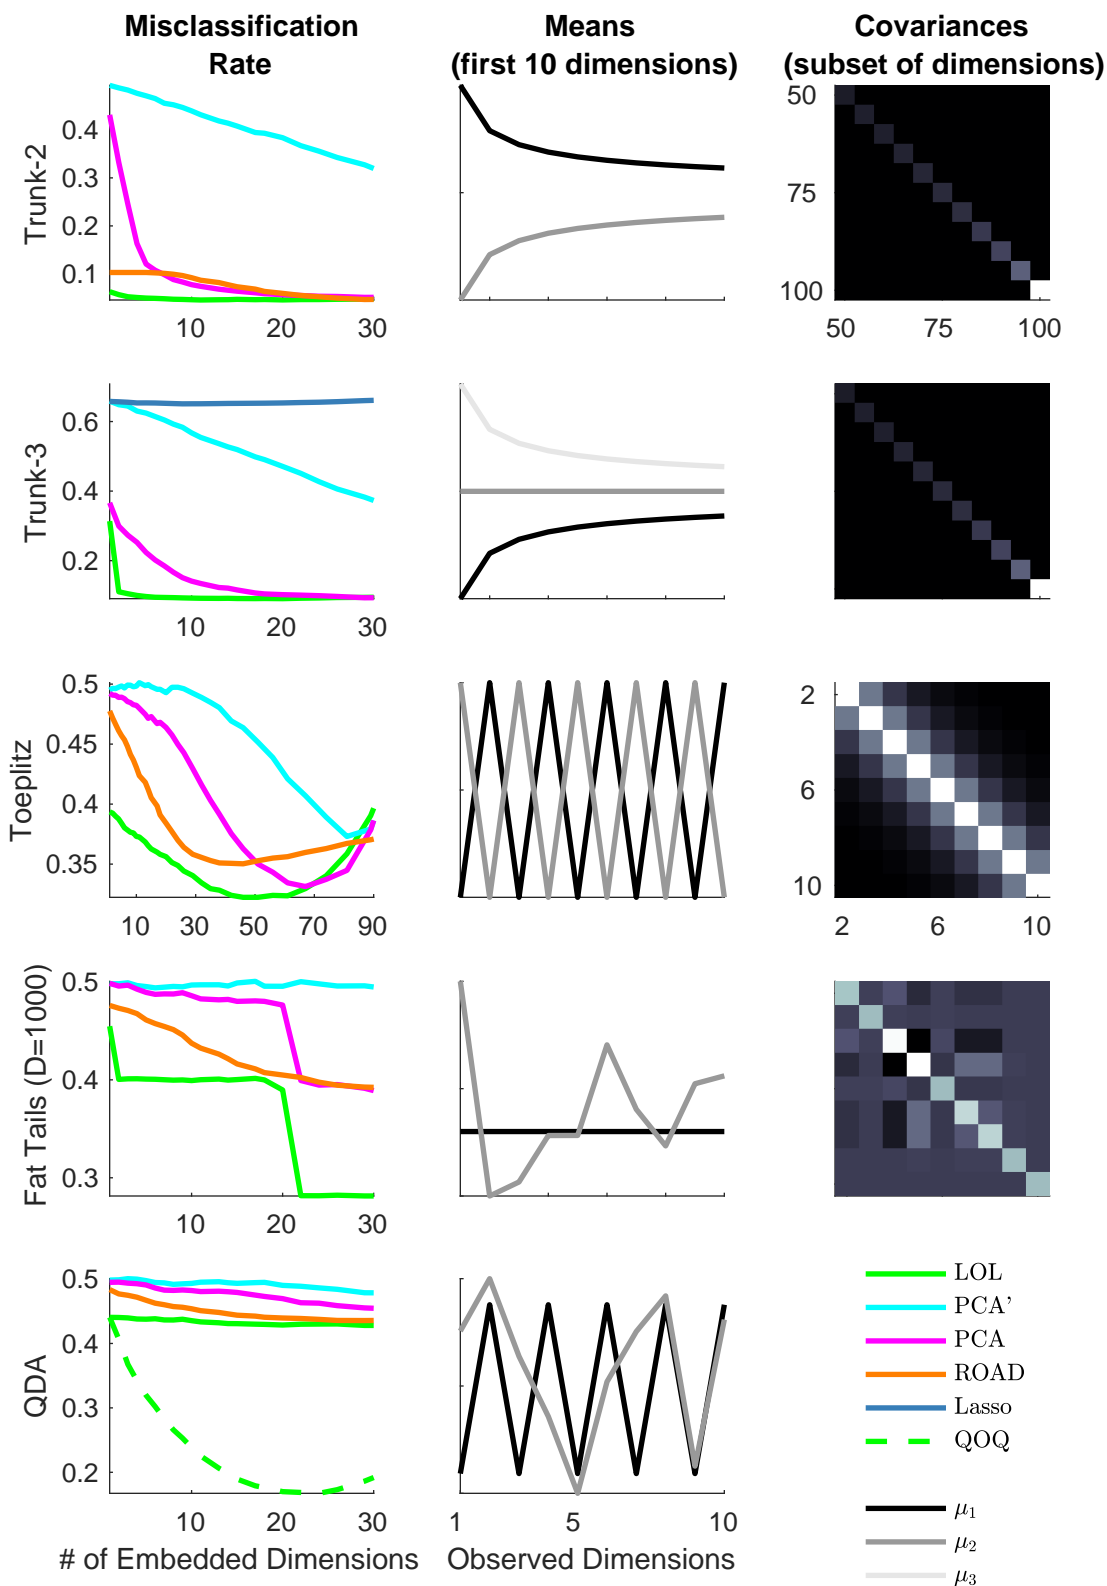 Misclassification
Rate
Means
(first 10 dimensions)
Covariances
(subset of dimensions)
Trunk-2
0.4
0.3
0.2
0.1
10 20 30
50
75
100
50 75 100
Trunk-3
0.6
0.4
0.2
10 20 30
Toeplitz
0.5
0.45
0.4
0.35
10 30 50 70 90
2
6
10
2 6 10
Fat Tails (D=1000)
0.5
0.4
0.3
10 20 30
QDA
0.5
0.4
0.3
0.2
10 20 30
# of Embedded Dimensions
1 5 10
Observed Dimensions
LOL
PCA'
PCA
ROAD
Lasso
QOQ
μ₁
μ₂
μ₃